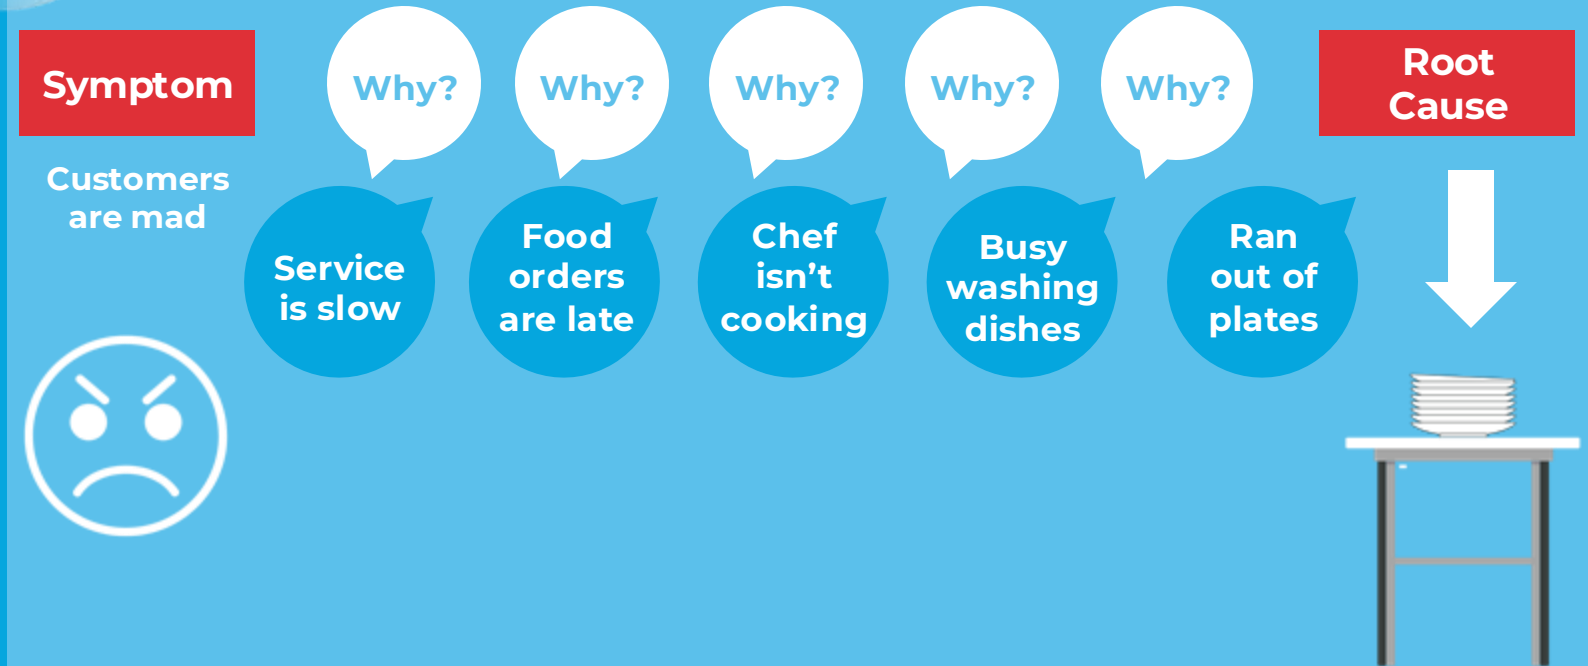 Symptom
Customers
are mad
Why?
Service
is slow
Why?
Food
orders
are late
Why?
Chef
isn’t
cooking
Why?
Busy
washing
dishes
Why?
Ran
out of
plates
Root
Cause